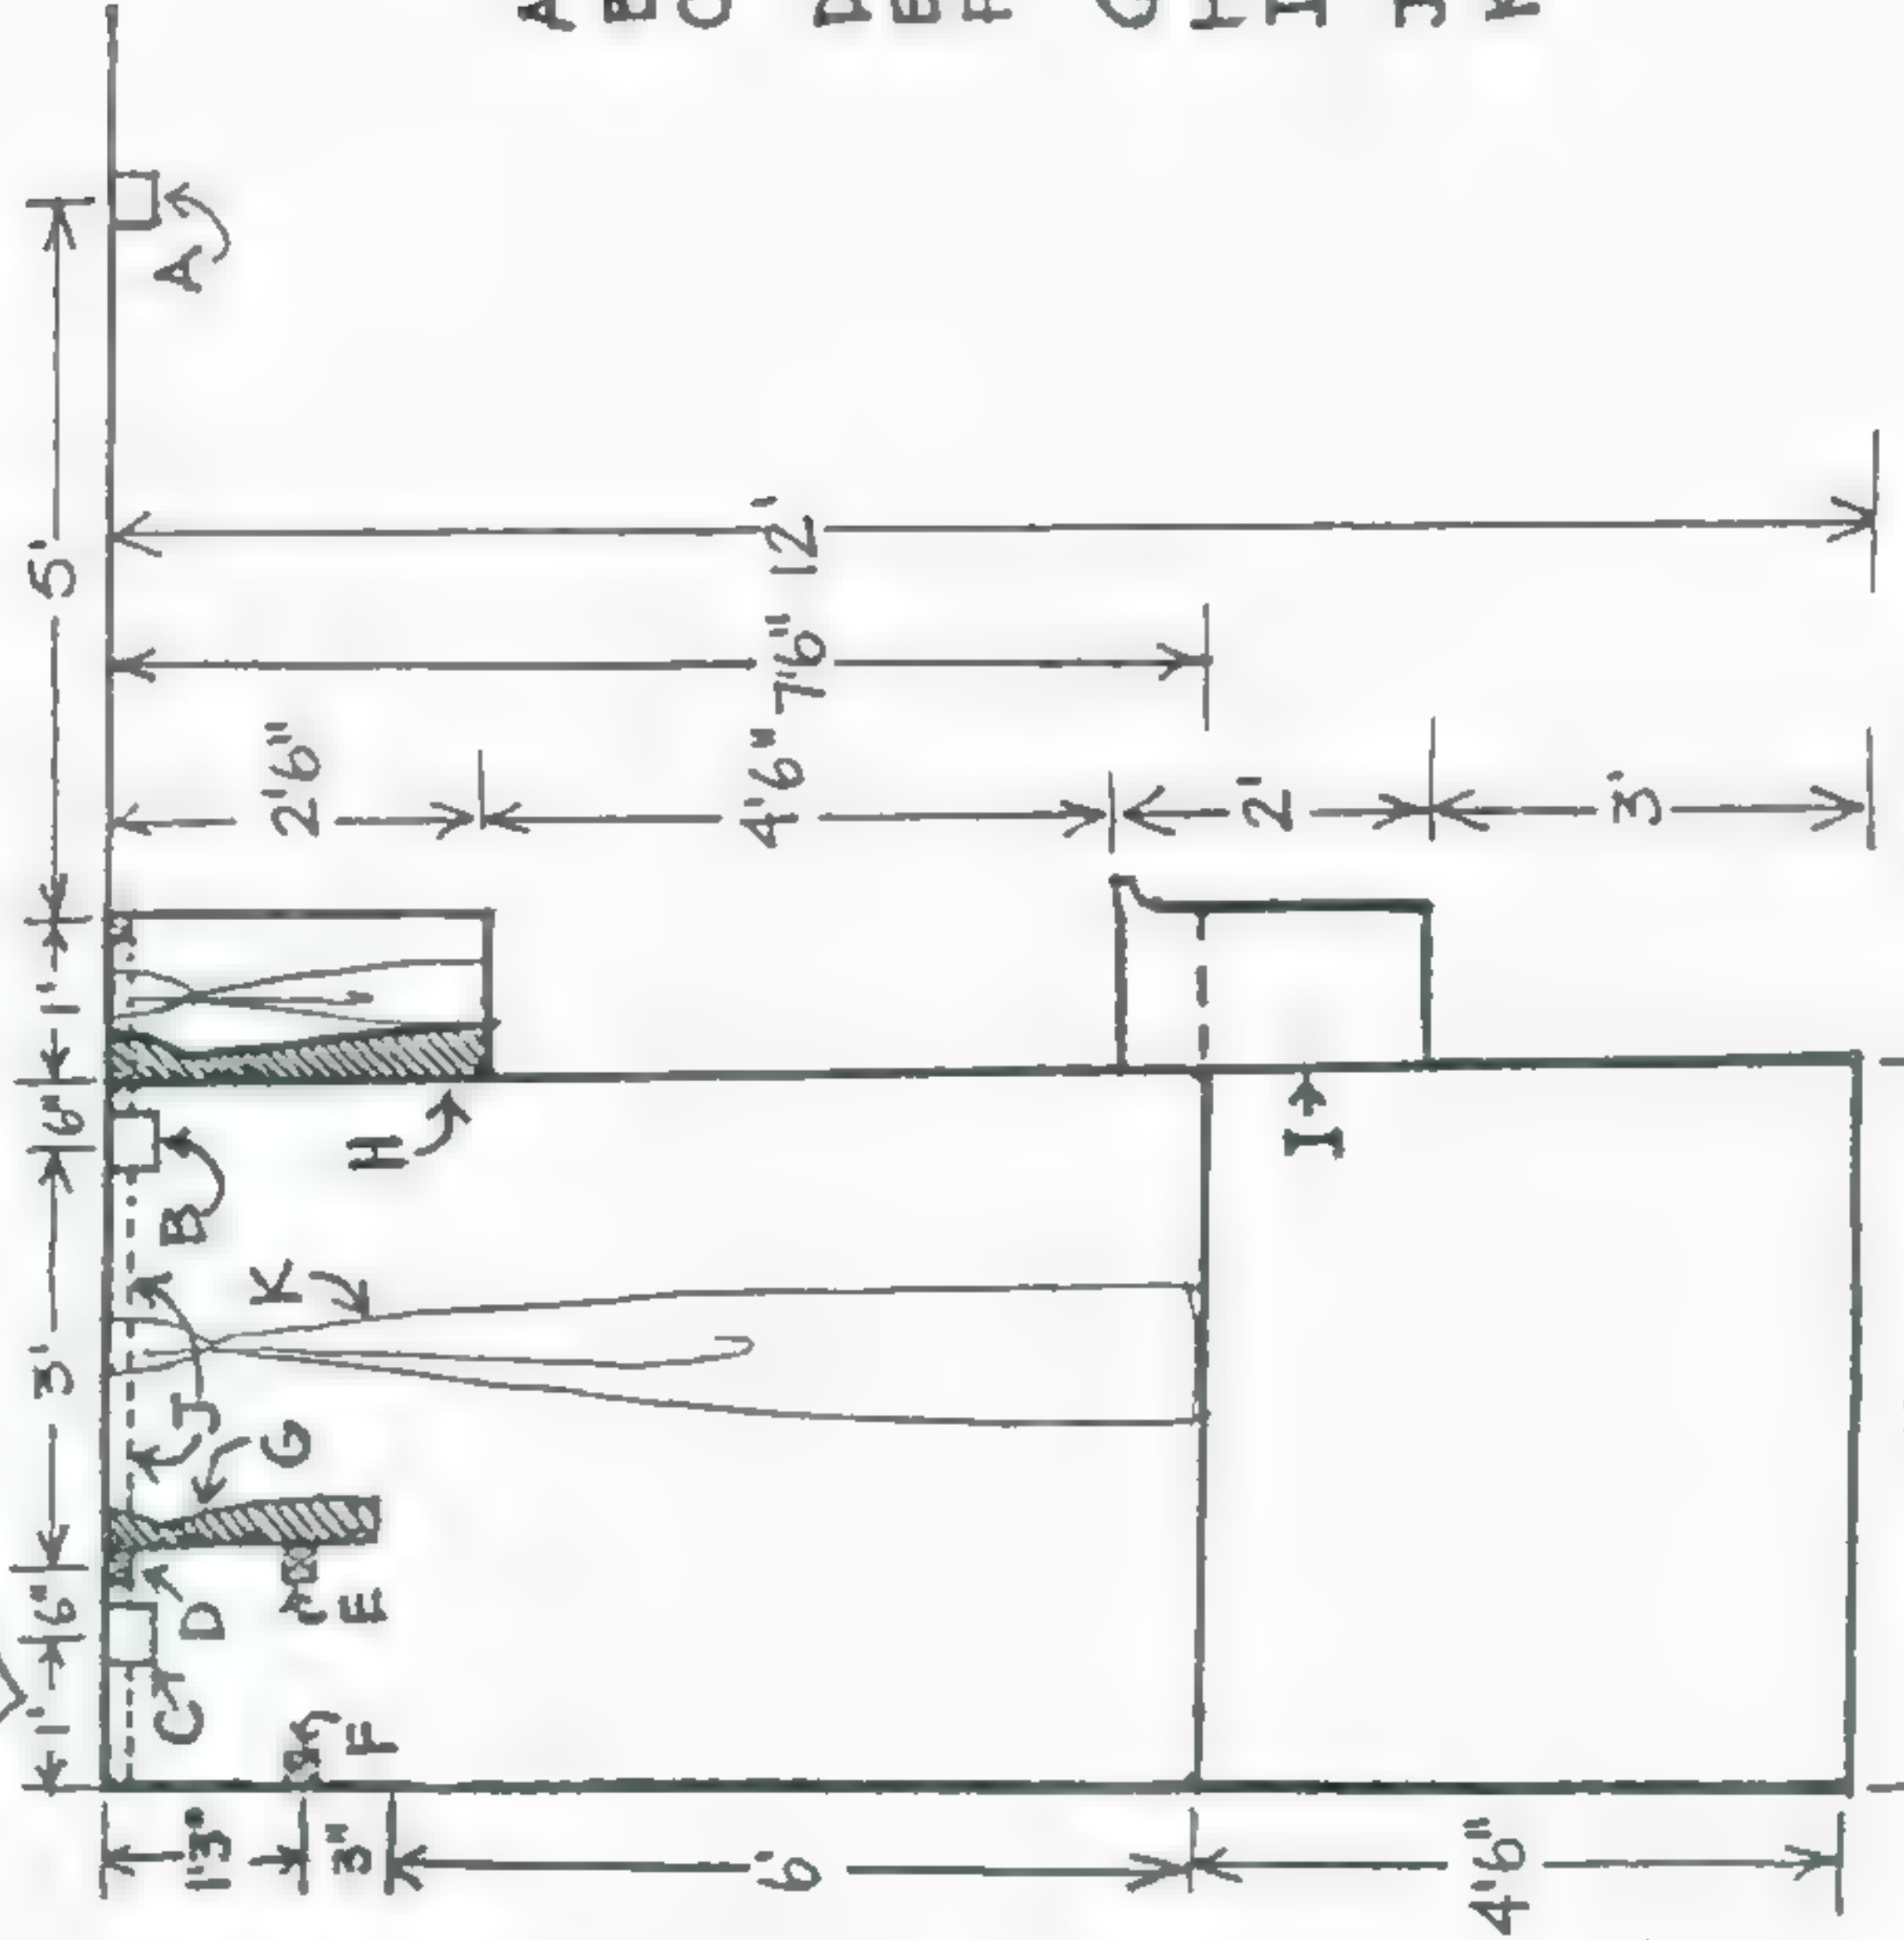 1' 6" 3' 6" 1' 5'
1'3" C D J B A
G K 2'6"
3" F E H
6' 4'6" 7'6" 12'
I 2'
4'6" 3'
A
B
C
D
E
F
G
H
I
J
K